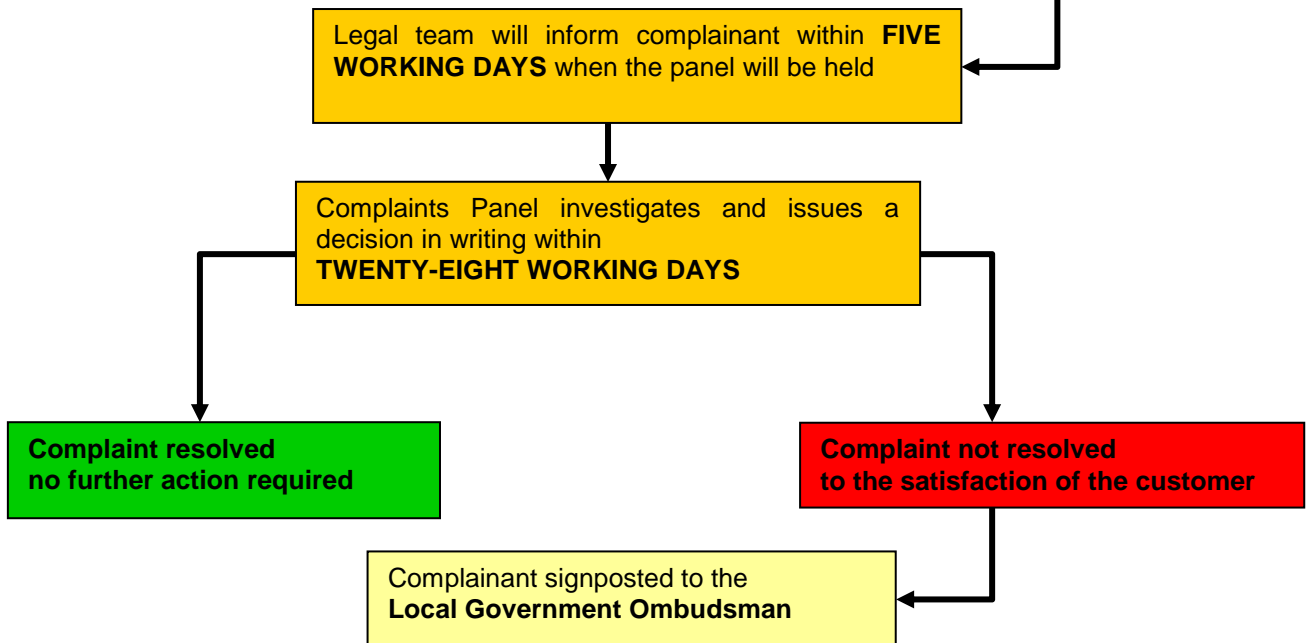 Legal team will inform complainant within FIVE
WORKING DAYS when the panel will be held
Complaints Panel investigates and issues a
decision in writing within
TWENTY-EIGHT WORKING DAYS
Complaint resolved
no further action required
Complaint not resolved
to the satisfaction of the customer
Complainant signposted to the
Local Government Ombudsman